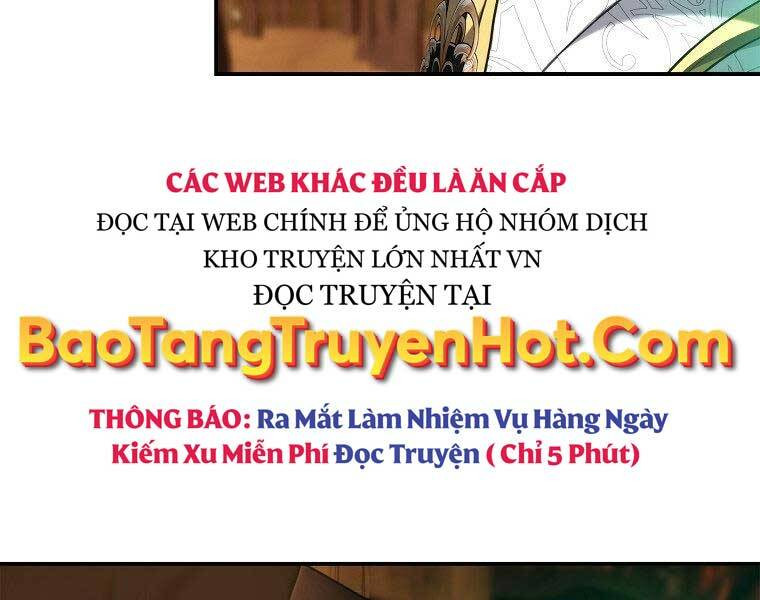 CÁC WEB KHÁC ĐỀU LÀ ĂN CẮP
ĐỌC TẠI WEB CHÍNH ĐỂ ỦNG HỘ NHÓM DỊCH
KHO TRUYỆN LỚN NHẤT VN
ĐỌC TRUYỆN TẠI
BaoTangTruyenHot.Com
THÔNG BÁO: Ra Mắt Làm Nhiệm Vụ Hàng Ngày
Kiếm Xu Miễn Phí Đọc Truyện ( Chỉ 5 Phút)